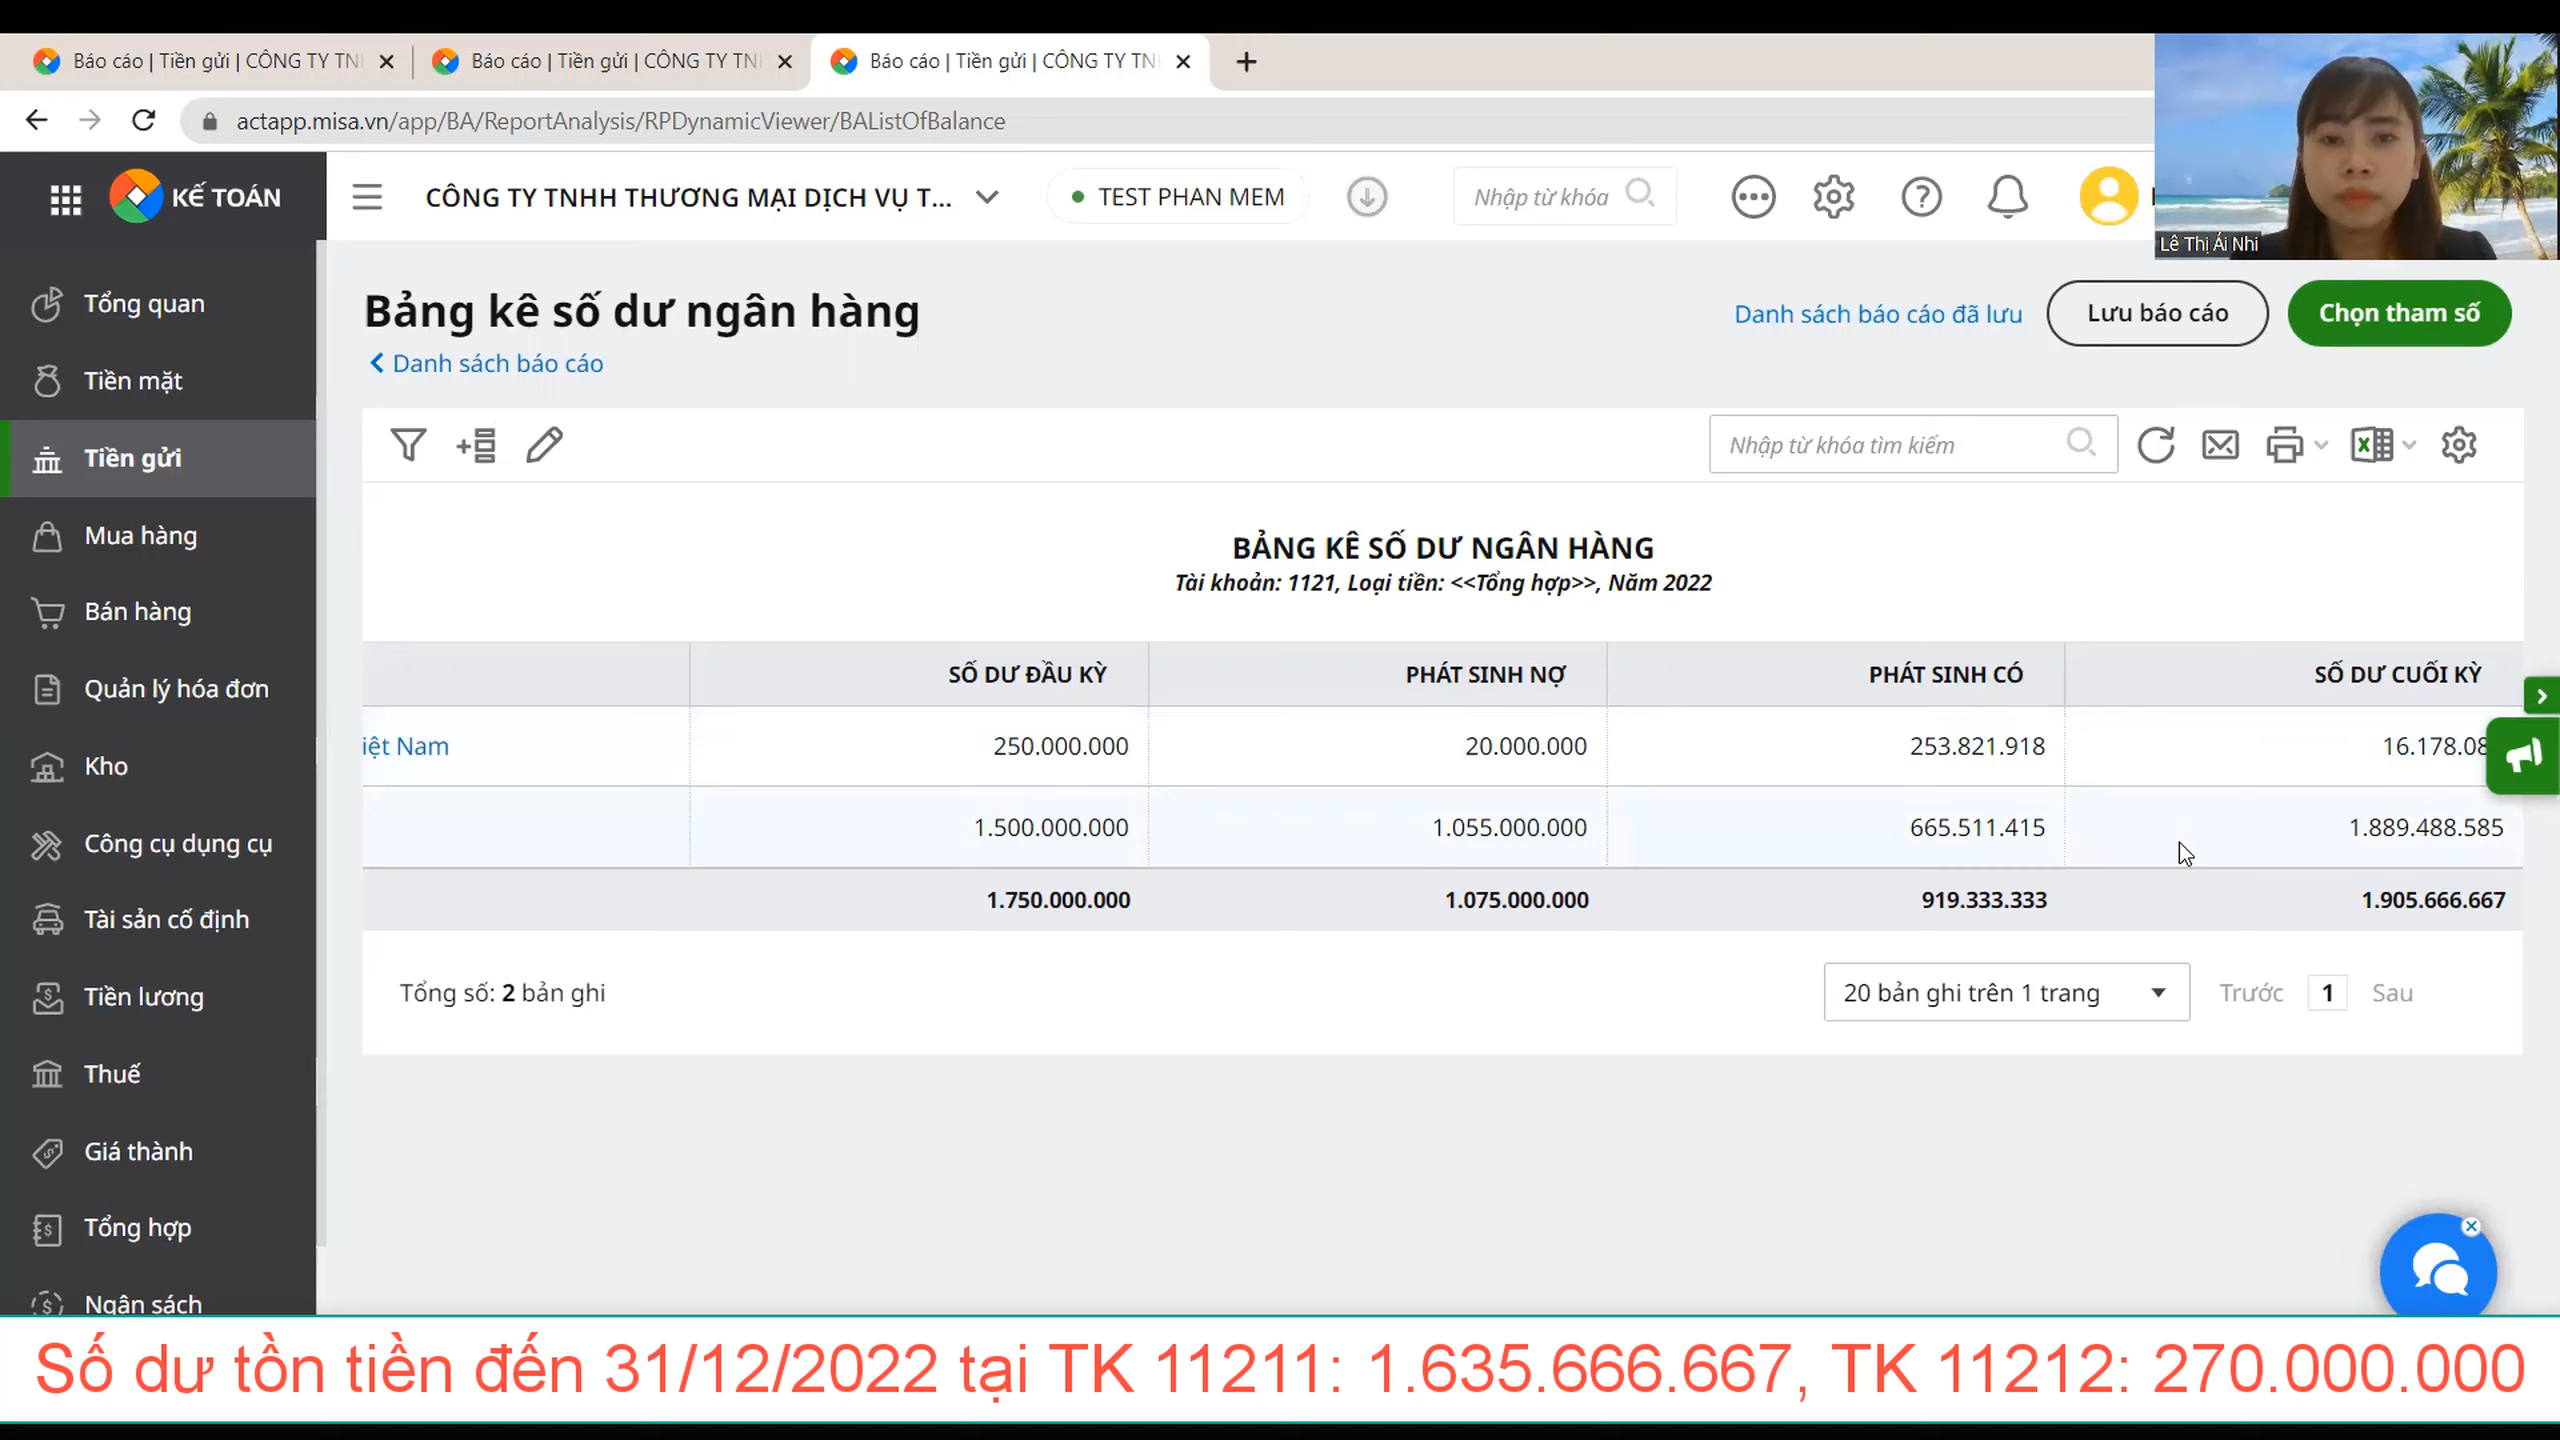 Báo cáo | Tiền gửi | CÔNG TY TN
Báo cáo | Tiền gửi | CÔNG TY TN
Báo cáo | Tiền gửi | CÔNG TY TN
actapp.misa.vn/app/BA/ReportAnalysis/RPDynamicViewer/BAListOfBalance
KẾ TOÁN
CÔNG TY TNHH THƯƠNG MẠI DỊCH VỤ T...
TEST PHAN MEM
Nhập từ khóa
Lê Thị Ái Nhi
Tổng quan
Tiền mặt
Tiền gửi
Mua hàng
Bán hàng
Quản lý hóa đơn
Kho
Công cụ dụng cụ
Tài sản cố định
Tiền lương
Thuế
Giá thành
Tổng hợp
Ngân sách
Bảng kê số dư ngân hàng
Danh sách báo cáo
Danh sách báo cáo đã lưu
Lưu báo cáo
Chọn tham số
Nhập từ khóa tìm kiếm
BẢNG KÊ SỐ DƯ NGÂN HÀNG
Tài khoản: 1121, Loại tiền: <<Tổng hợp>>, Năm 2022
SỐ DƯ ĐẦU KỲ PHÁT SINH NỢ PHÁT SINH CÓ SỐ DƯ CUỐI KỲ
iệt Nam 250.000.000 20.000.000 253.821.918 16.178.08
1.500.000.000 1.055.000.000 665.511.415 1.889.488.585
1.750.000.000 1.075.000.000 919.333.333 1.905.666.667
Tổng số: 2 bản ghi
20 bản ghi trên 1 trang
Trước 1 Sau
Số dư tồn tiền đến 31/12/2022 tại TK 11211: 1.635.666.667, TK 11212: 270.000.000